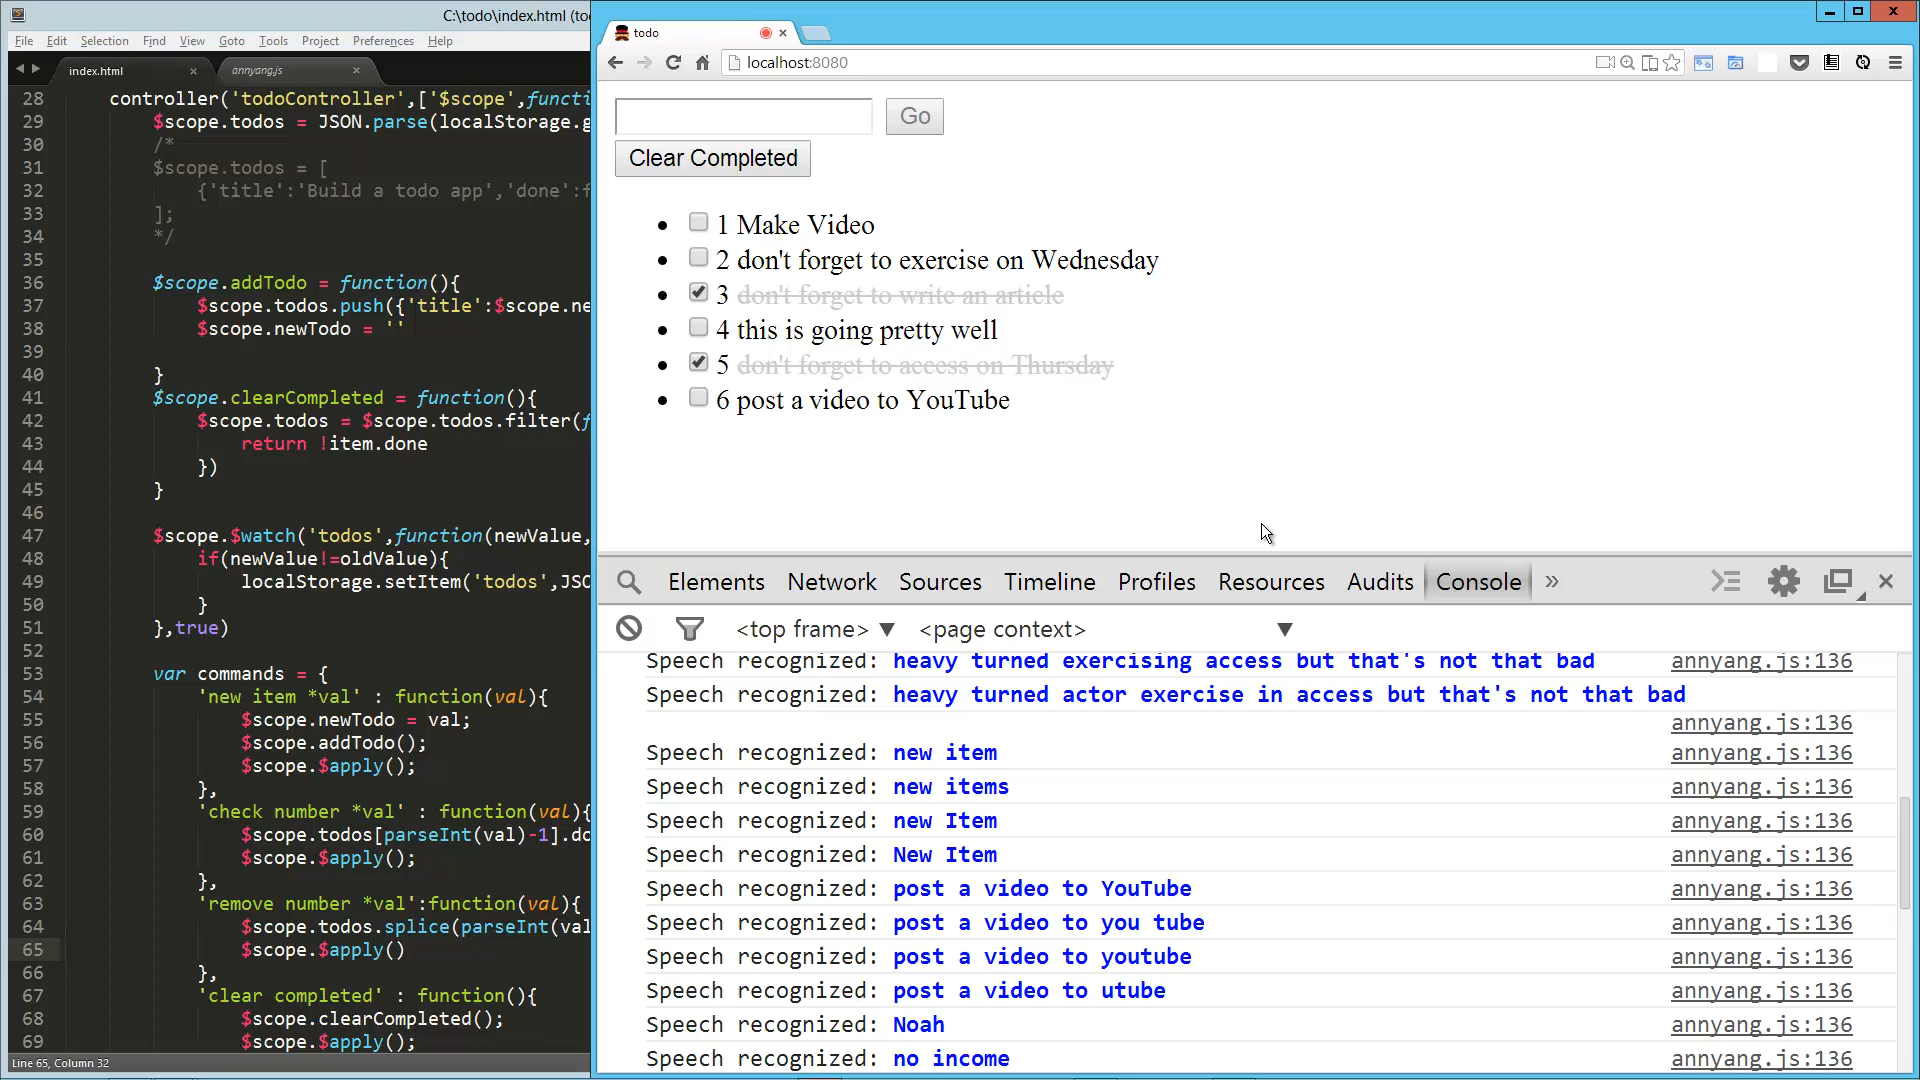 C:\todo\index.html (to
File Edit Selection Find View Goto Tools Project Preferences Help
index.html
annyang.js
28 controller('todoController',['$scope',functi
29 $scope.todos = JSON.parse(localStorage.g
30 /*
31 $scope.todos = [
32 {'title':'Build a todo app','done':f
33 ];
34 */
35
36 $scope.addTodo = function(){
37 $scope.todos.push({'title':$scope.ne
38 $scope.newTodo = ''
39
40 }
41 $scope.clearCompleted = function(){
42 $scope.todos = $scope.todos.filter(f
43 return !item.done
44 })
45 }
46
47 $scope.$watch('todos',function(newValue,
48 if(newValue!=oldValue){
49 localStorage.setItem('todos',JSO
50 }
51 },true)
52
53 var commands = {
54 'new item *val' : function(val){
55 $scope.newTodo = val;
56 $scope.addTodo();
57 $scope.$apply();
58 },
59 'check number *val' : function(val){
60 $scope.todos[parseInt(val)-1].do
61 $scope.$apply();
62 },
63 'remove number *val':function(val){
64 $scope.todos.splice(parseInt(val
65 $scope.$apply()
66 },
67 'clear completed' : function(){
68 $scope.clearCompleted();
69 $scope.$apply();
Line 65, Column 32
todo
localhost:8080
Go
Clear Completed
1 Make Video
2 don't forget to exercise on Wednesday
3 don't forget to write an article
4 this is going pretty well
5 don't forget to access on Thursday
6 post a video to YouTube
Elements Network Sources Timeline Profiles Resources Audits Console »
<top frame> ▼ <page context> ▼
Speech recognized: heavy turned exercising access but that's not that bad annyang.js:136
Speech recognized: heavy turned actor exercise in access but that's not that bad
annyang.js:136
Speech recognized: new item annyang.js:136
Speech recognized: new items annyang.js:136
Speech recognized: new Item annyang.js:136
Speech recognized: New Item annyang.js:136
Speech recognized: post a video to YouTube annyang.js:136
Speech recognized: post a video to you tube annyang.js:136
Speech recognized: post a video to youtube annyang.js:136
Speech recognized: post a video to utube annyang.js:136
Speech recognized: Noah annyang.js:136
Speech recognized: no income annyang.js:136